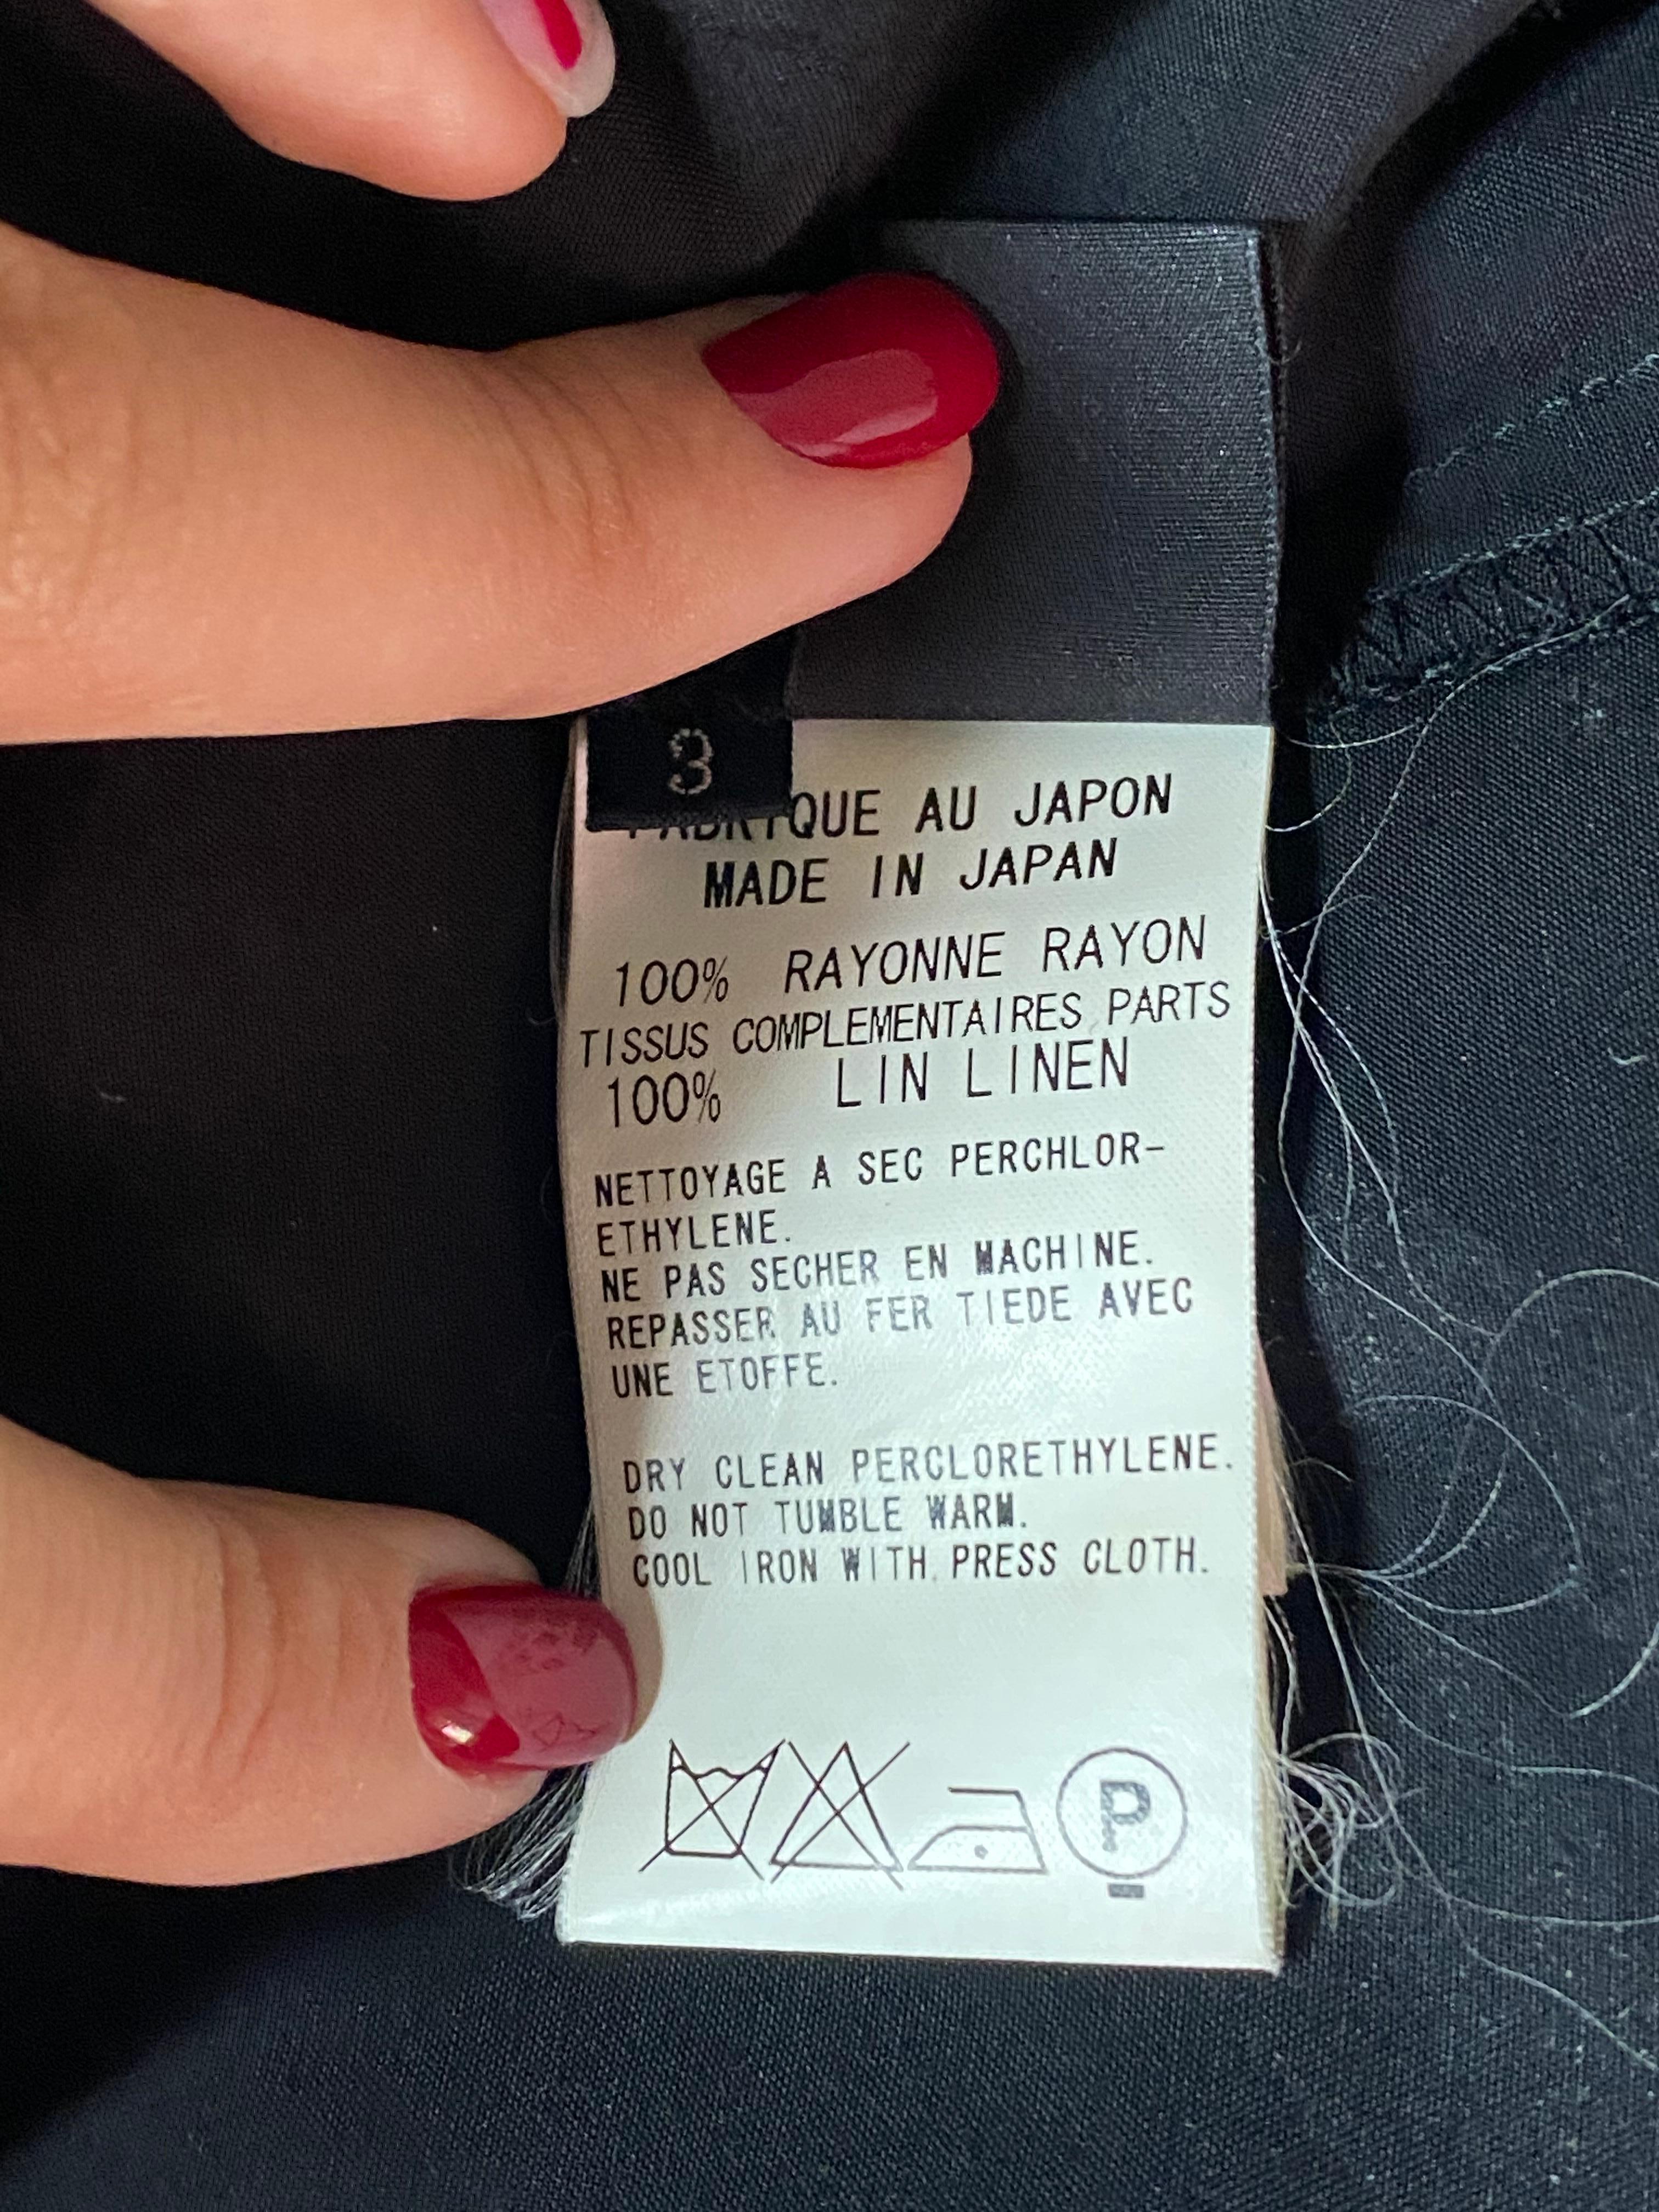 3
FABRIQUE AU JAPON
MADE IN JAPAN
100% RAYONNE RAYON
TISSUS COMPLEMENTAIRES PARTS
100% LIN LINEN
NETTOYAGE A SEC PERCHLOR-
ETHYLENE.
NE PAS SECHER EN MACHINE.
REPASSER AU FER TIEDE AVEC
UNE ETOFFE.
DRY CLEAN PERCLORETHYLENE.
DO NOT TUMBLE WARM.
COOL IRON WITH PRESS CLOTH.
P